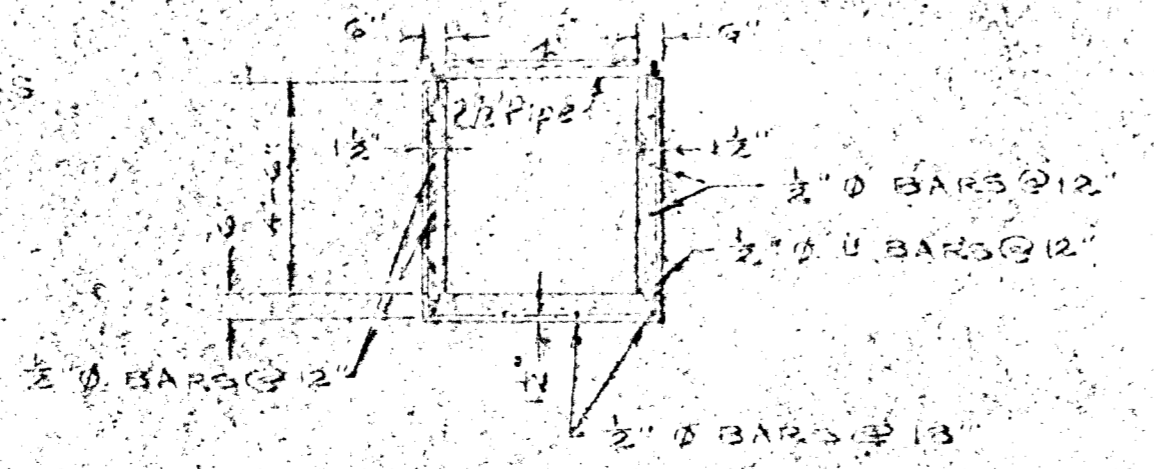 6"
2½" Pipe
1½"
1½"
½" Ø BARS @ 12"
½" Ø U BARS @ 12"
½" Ø BARS @ 12"
½" Ø BARS @ 18"